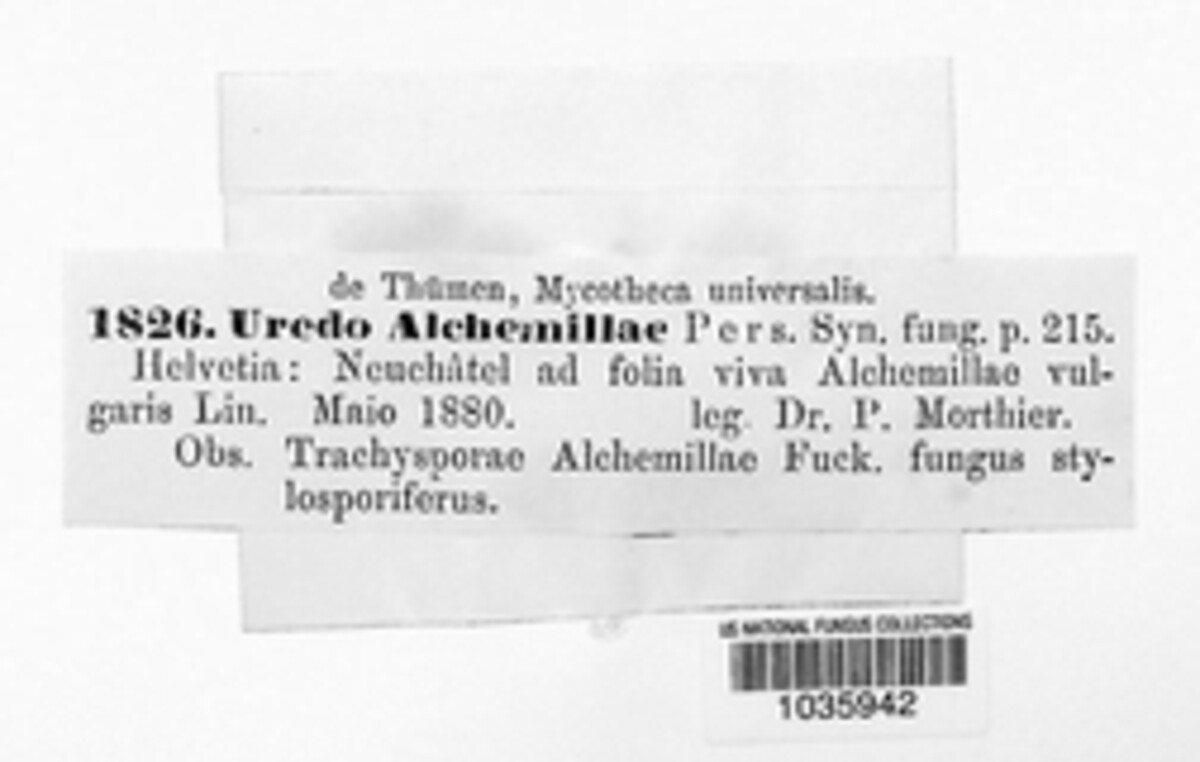 de Thümen, Mycotheca universalis.
1826. Uredo Alchemillae Pers. Syn. fung. p. 215.
Helvetia: Neuchâtel ad folia viva Alchemillae vul-
garis Lin. Maio 1880. leg. Dr. P. Morthier.
Obs. Trachysporae Alchemillae Fuck. fungus sty-
losporiferus.
US NATIONAL FUNGUS COLLECTIONS
1035942